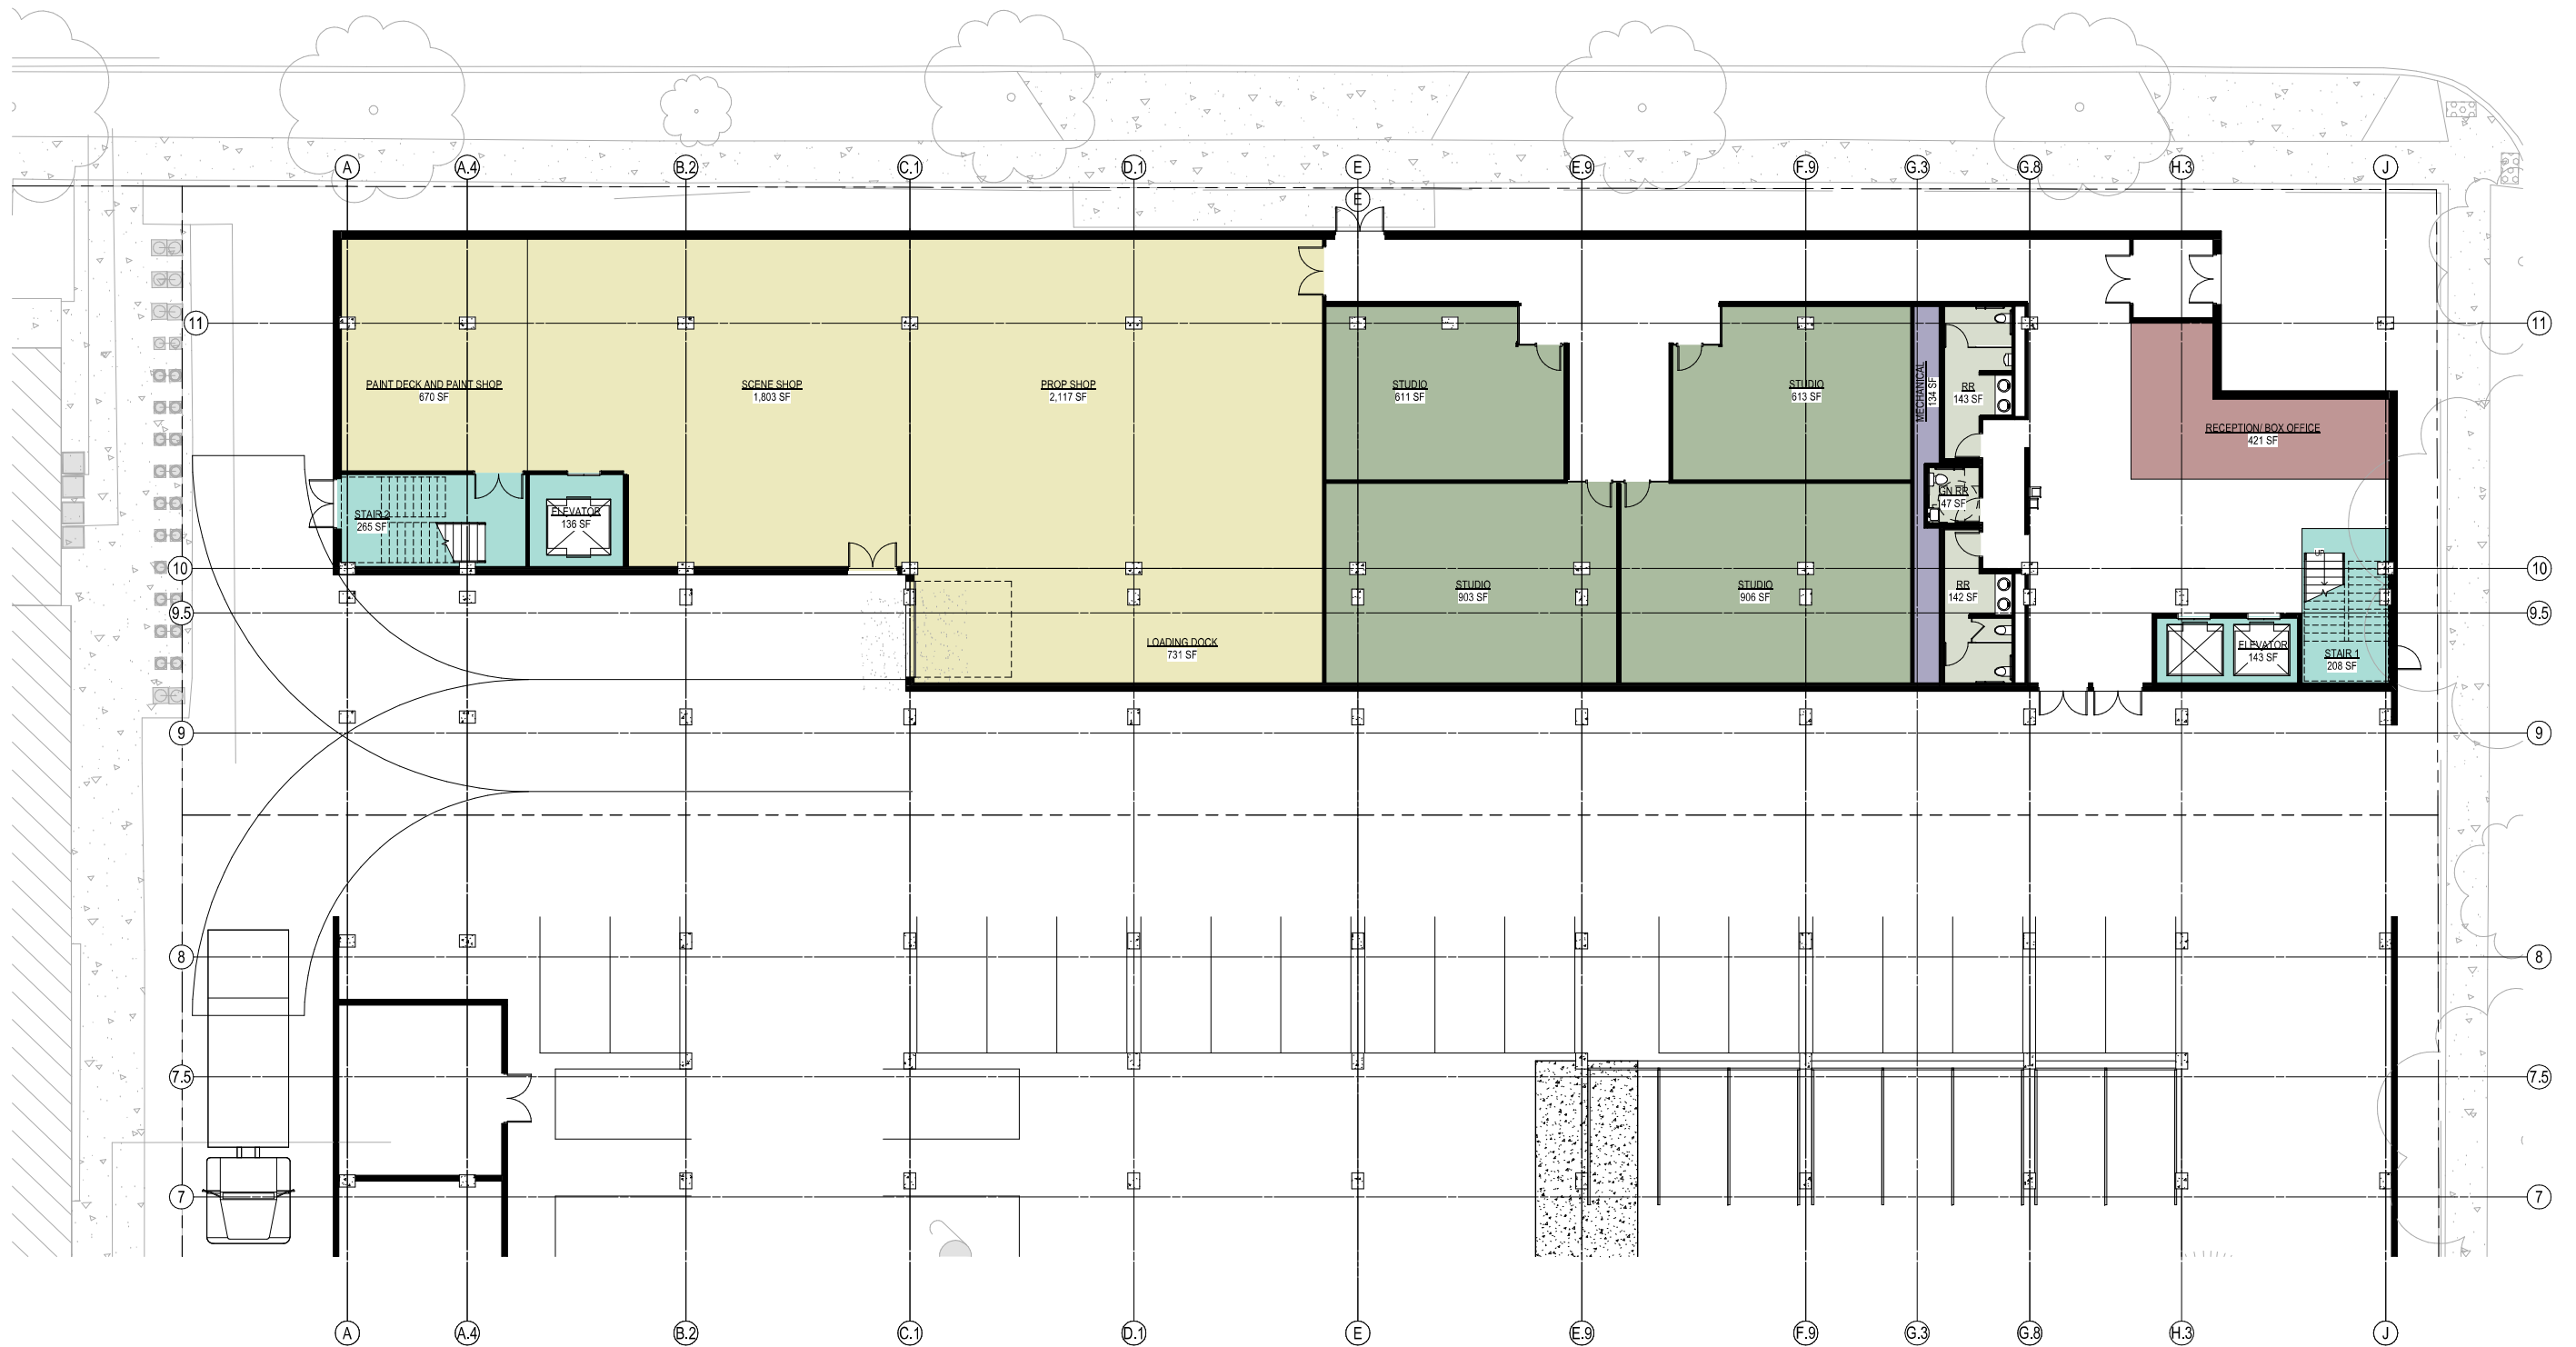 A A.4 B.2 C.1 D.1 E E.9 F.9 G.3 G.8 H.3 J
E
11 11
PAINT DECK AND PAINT SHOP
670 SF
SCENE SHOP
1,803 SF
PROP SHOP
2,117 SF
STUDIO
611 SF
STUDIO
613 SF
MECHANICAL
134 SF
RR
143 SF
RECEPTION/ BOX OFFICE
421 SF
STAIR 2
265 SF
ELEVATOR
136 SF
GN RR
47 SF
UP
10 10
STUDIO
903 SF
STUDIO
906 SF
RR
142 SF
9.5 9.5
LOADING DOCK
731 SF
ELEVATOR
143 SF
STAIR 1
208 SF
9 9
8 8
7.5 7.5
7 7
A A.4 B.2 C.1 D.1 E E.9 F.9 G.3 G.8 H.3 J